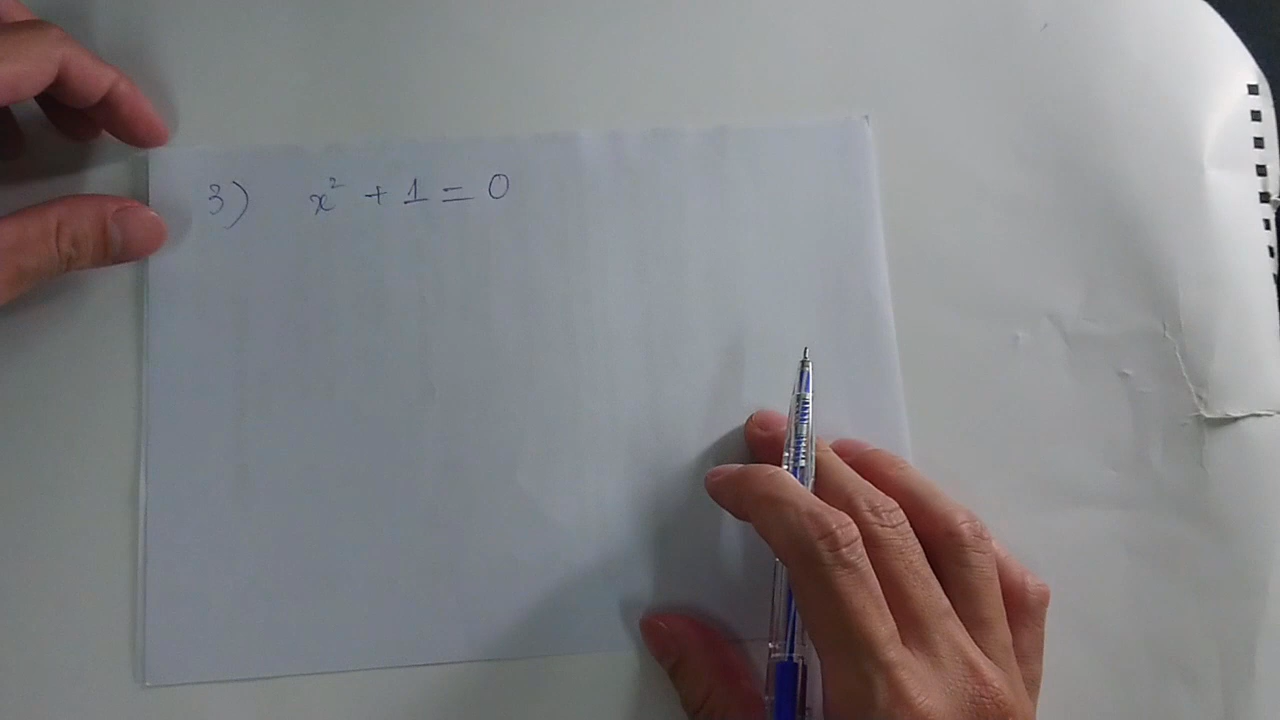 3) x² + 1 = 0